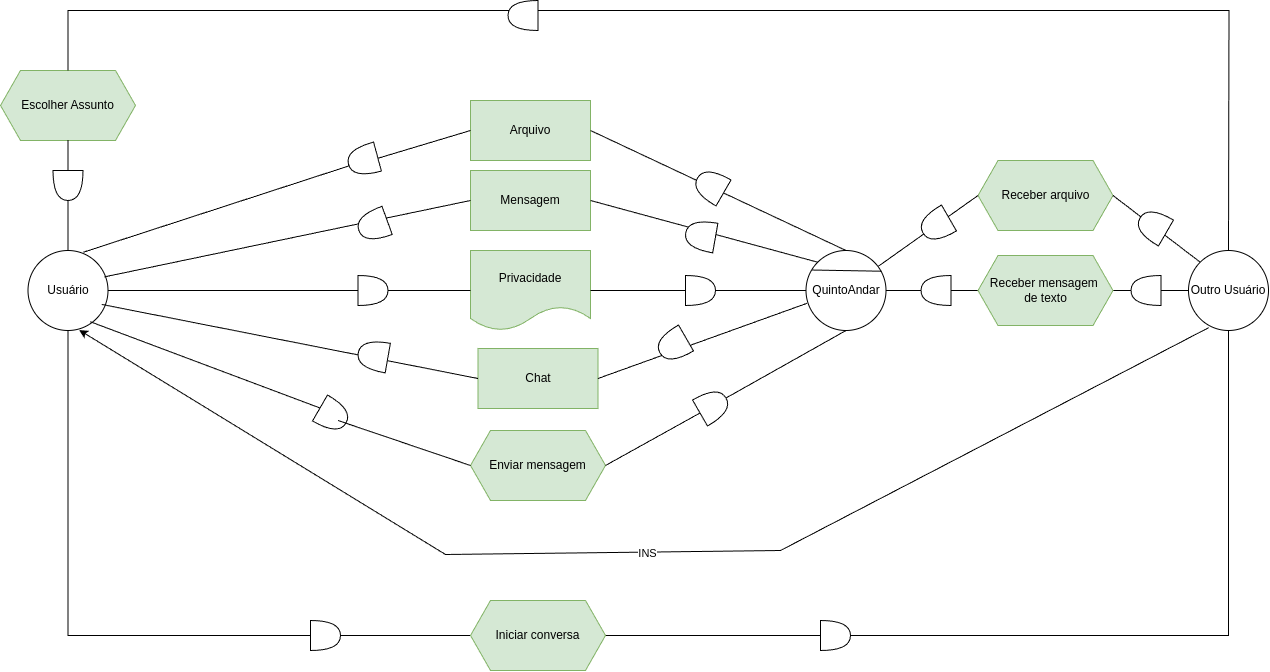 Escolher Assunto
Arquivo
Mensagem
Receber arquivo
Privacidade
Usuário
QuintoAndar
Receber mensagem
de texto
Outro Usuário
Chat
Enviar mensagem
INS
Iniciar conversa